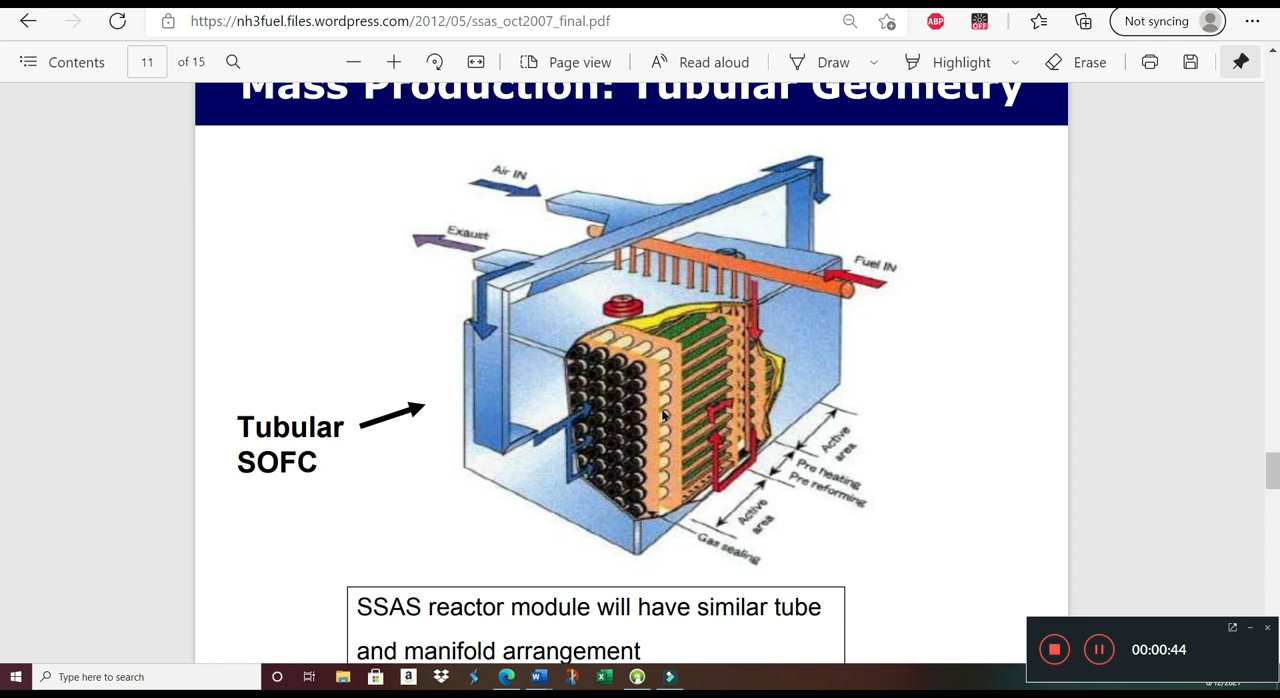 https://nh3fuel.files.wordpress.com/2012/05/ssas_oct2007_final.pdf
ABP
OFF
Not syncing
Contents
11
of 15
Page view
Read aloud
Draw
Highlight
Erase
Mass Production: Tubular Geometry
Air IN
Exaust
Fuel IN
Tubular
SOFC
Active
area
Pre heating
Pre reforming
Active
area
Gas sealing
SSAS reactor module will have similar tube
and manifold arrangement
00:00:44
Type here to search